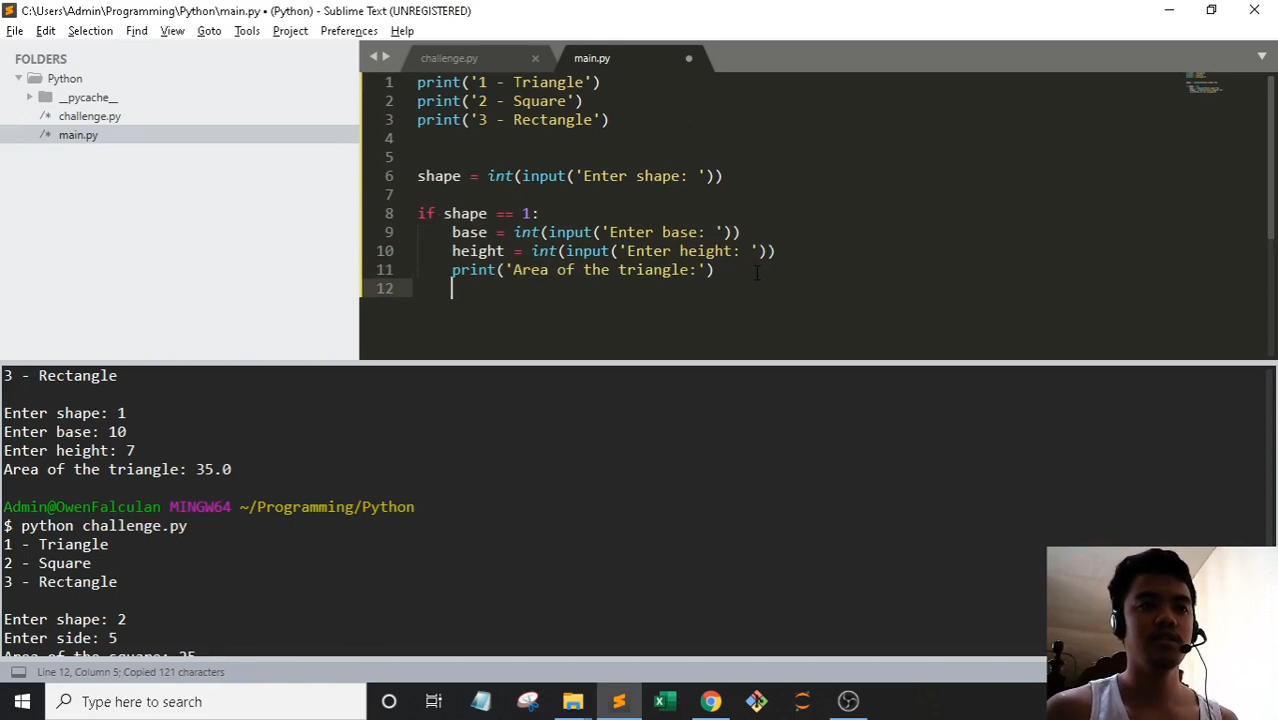 C:\Users\Admin\Programming\Python\main.py • (Python) - Sublime Text (UNREGISTERED)
File Edit Selection Find View Goto Tools Project Preferences Help
FOLDERS
Python
__pycache__
/* challenge.py
/* main.py
challenge.py × main.py
1 print('1 - Triangle')
2 print('2 - Square')
3 print('3 - Rectangle')
4
5
6 shape = int(input('Enter shape: '))
7
8 if shape == 1:
9 base = int(input('Enter base: '))
10 height = int(input('Enter height: '))
11 print('Area of the triangle:')
12
3 - Rectangle
Enter shape: 1
Enter base: 10
Enter height: 7
Area of the triangle: 35.0
Admin@OwenFalculan MINGW64 ~/Programming/Python
$ python challenge.py
1 - Triangle
2 - Square
3 - Rectangle
Enter shape: 2
Enter side: 5
Area of the square: 25
Line 12, Column 5; Copied 121 characters
Type here to search